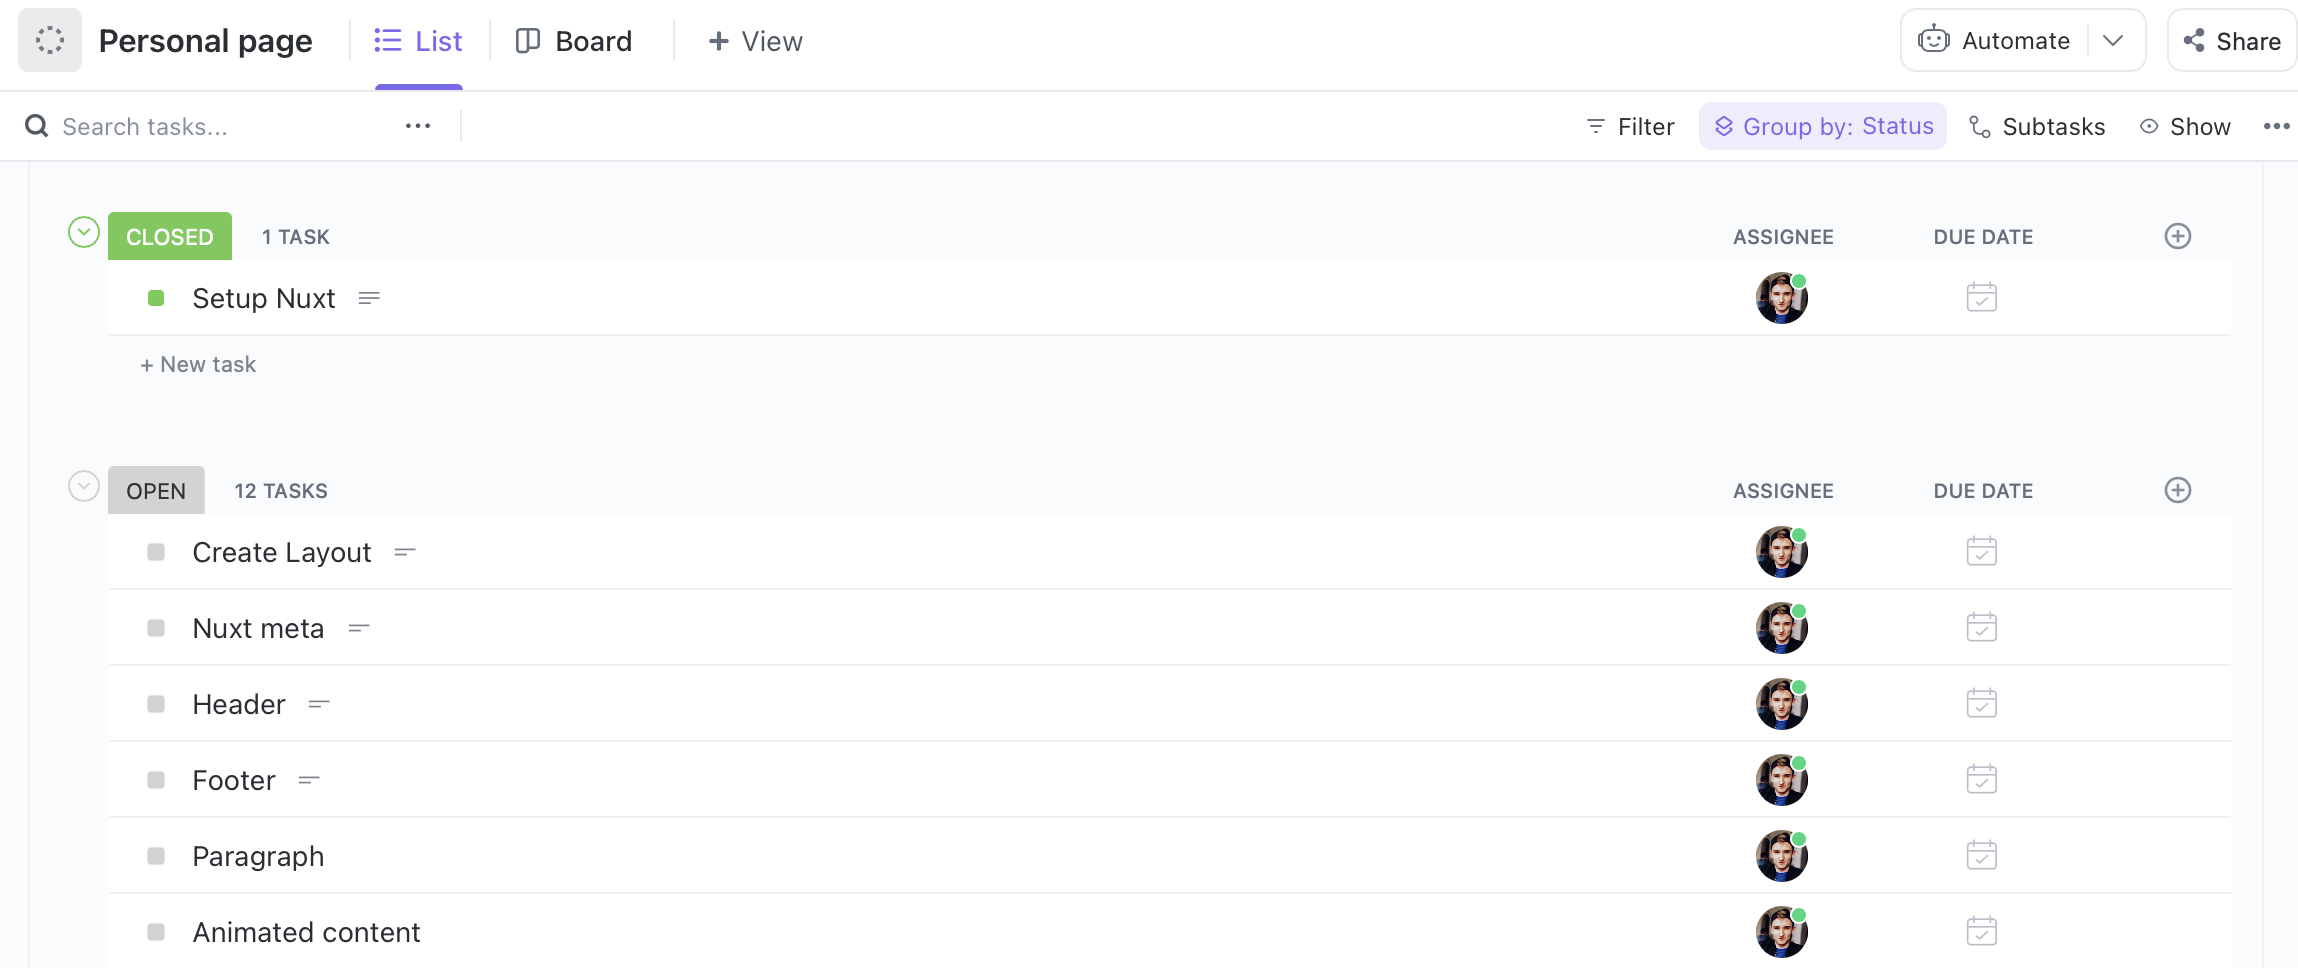 Personal page List Board + View Automate Share
Search tasks... Filter Group by: Status Subtasks Show
CLOSED 1 TASK ASSIGNEE DUE DATE
Setup Nuxt
+ New task
OPEN 12 TASKS ASSIGNEE DUE DATE
Create Layout
Nuxt meta
Header
Footer
Paragraph
Animated content